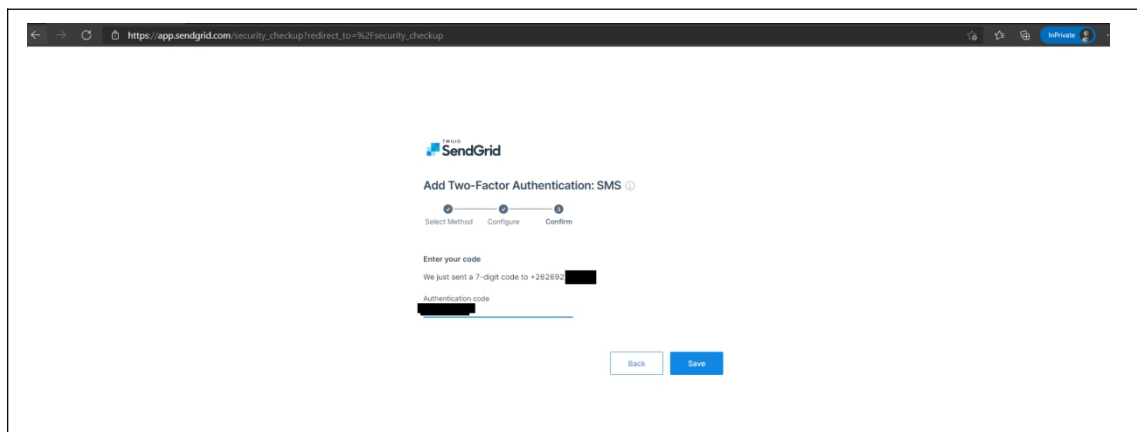 https://app.sendgrid.com/security_checkup?redirect_to=%2Fsecurity_checkup
InPrivate
TWILIO
SendGrid
Add Two-Factor Authentication: SMS
Select Method Configure 3 Confirm
Enter your code
We just sent a 7-digit code to +262692
Authentication code
Back Save